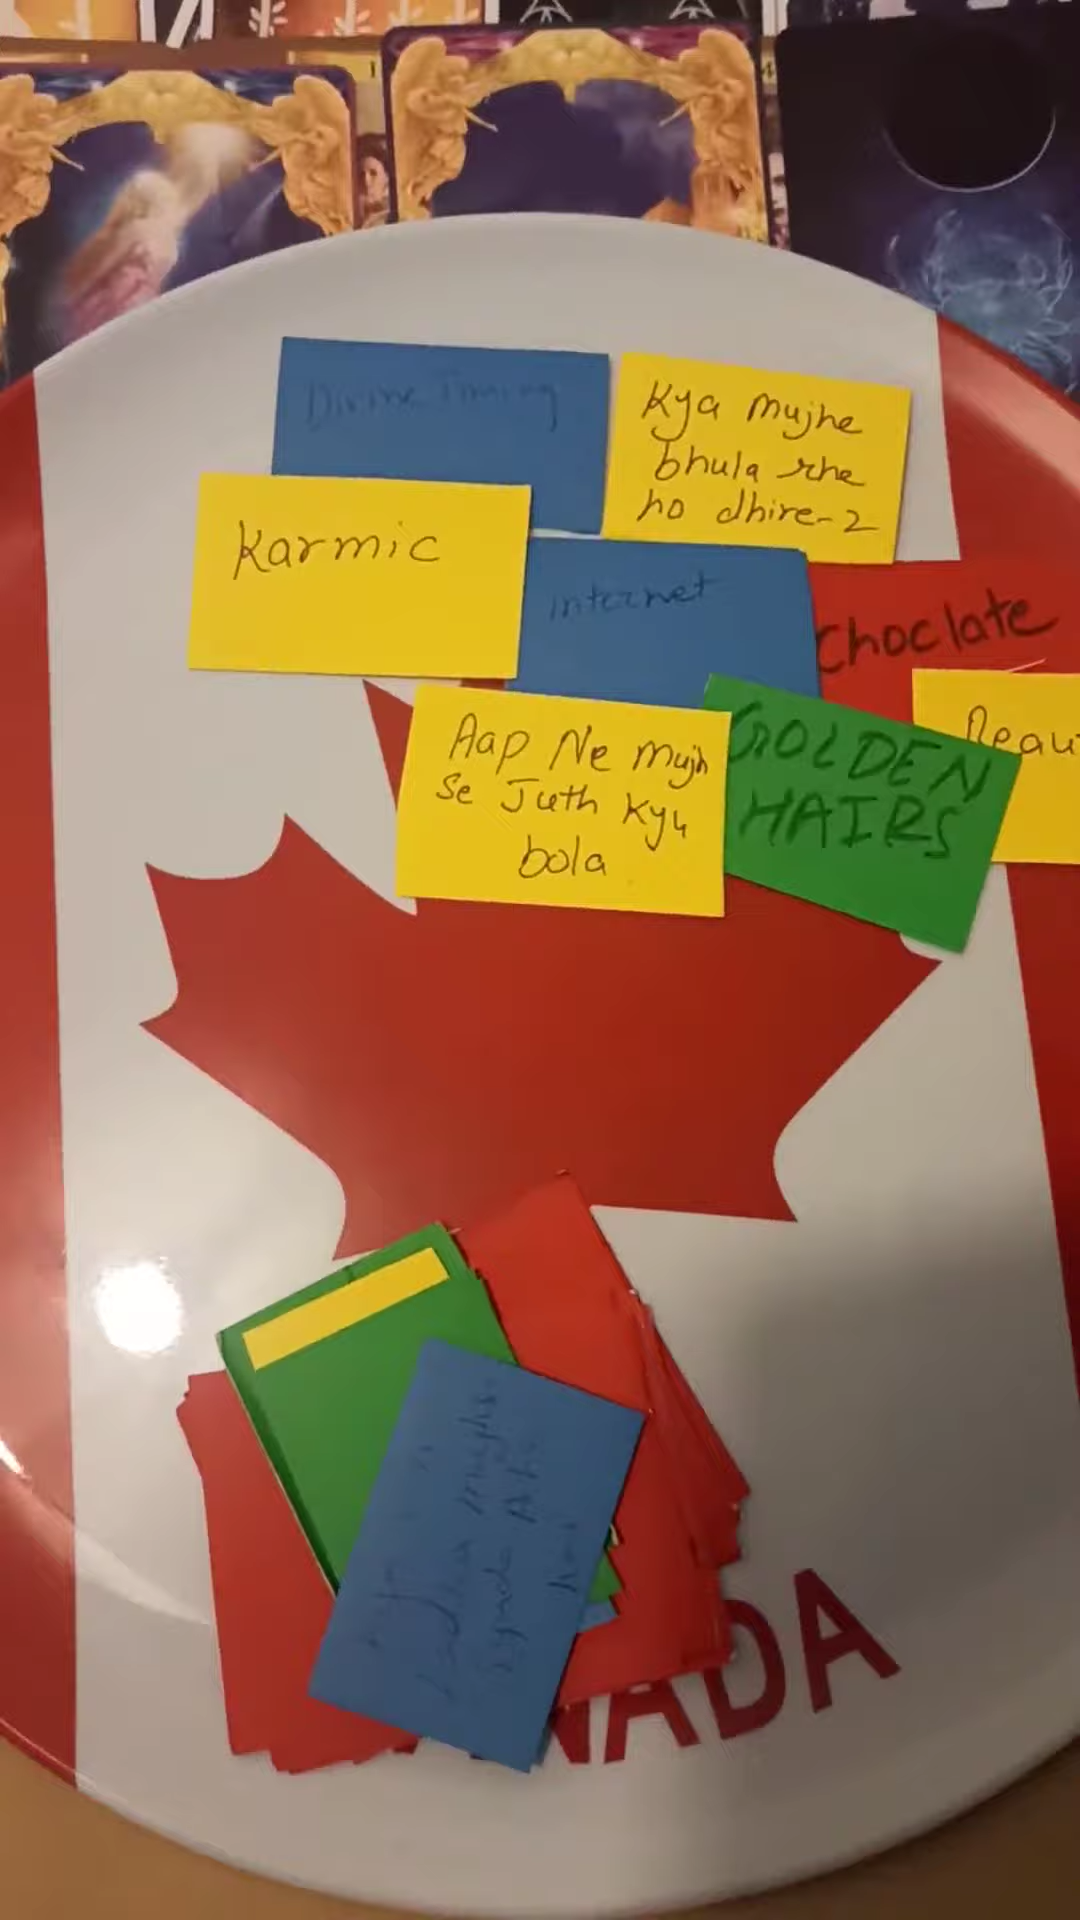 Divine Timing
Kya mujhe
bhula rhe
ho dhire-2
Karmic
internet
Choclate
Beau
Aap Ne mujh
se Juth kyu
bola
GOLDEN
HAIRS
NADA